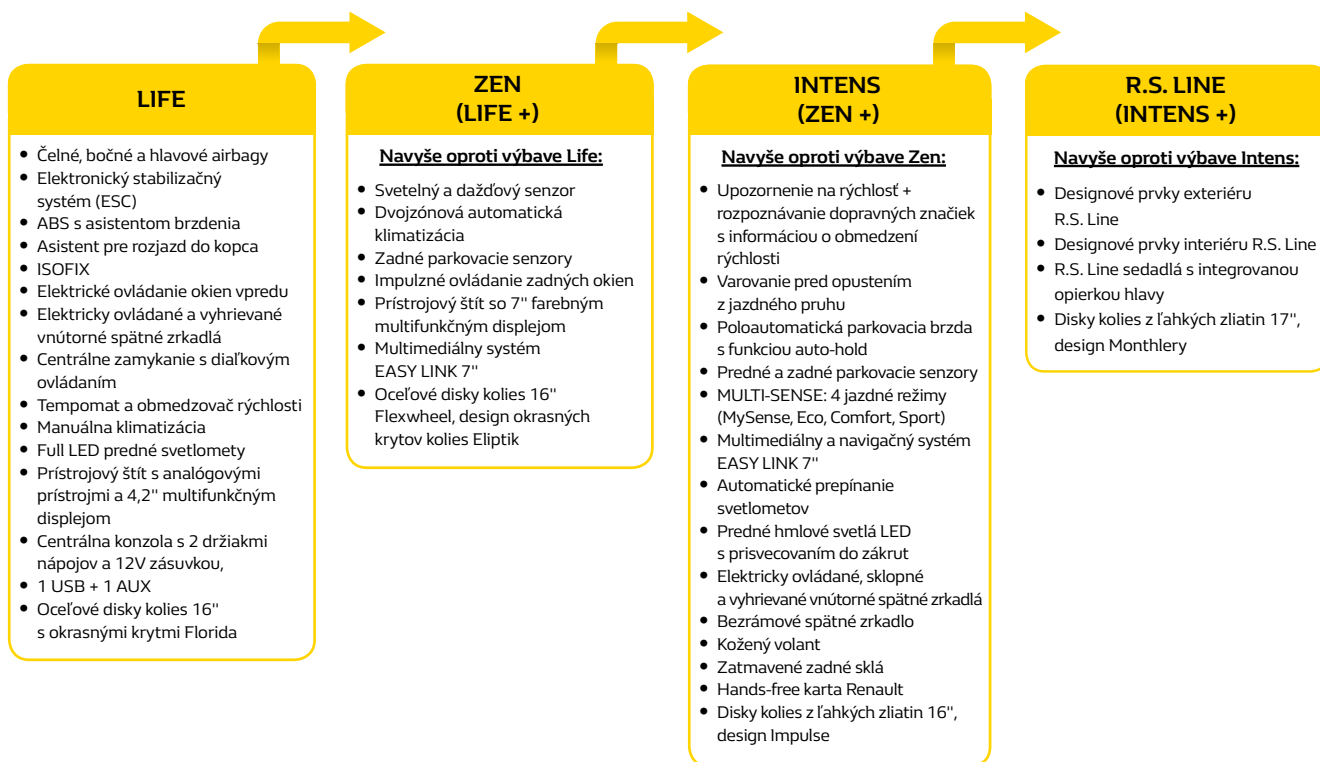 LIFE
• Čelné, bočné a hlavové airbagy
• Elektronický stabilizačný
systém (ESC)
• ABS s asistentom brzdenia
• Asistent pre rozjazd do kopca
• ISOFIX
• Elektrické ovládanie okien vpredu
• Elektricky ovládané a vyhrievané
vnútorné spätné zrkadlá
• Centrálne zamykanie s diaľkovým
ovládaním
• Tempomat a obmedzovač rýchlosti
• Manuálna klimatizácia
• Full LED predné svetlomety
• Prístrojový štít s analógovými
prístrojmi a 4,2" multifunkčným
displejom
• Centrálna konzola s 2 držiakmi
nápojov a 12V zásuvkou,
• 1 USB + 1 AUX
• Oceľové disky kolies 16"
s okrasnými krytmi Florida
ZEN
(LIFE +)
Navyše oproti výbave Life:
• Svetelný a dažďový senzor
• Dvojzónová automatická
klimatizácia
• Zadné parkovacie senzory
• Impulzné ovládanie zadných okien
• Prístrojový štít so 7" farebným
multifunkčným displejom
• Multimediálny systém
EASY LINK 7"
• Oceľové disky kolies 16"
Flexwheel, design okrasných
krytov kolies Eliptik
INTENS
(ZEN +)
Navyše oproti výbave Zen:
• Upozornenie na rýchlosť +
rozpoznávanie dopravných značiek
s informáciou o obmedzení
rýchlosti
• Varovanie pred opustením
z jazdného pruhu
• Poloautomatická parkovacia brzda
s funkciou auto-hold
• Predné a zadné parkovacie senzory
• MULTI-SENSE: 4 jazdné režimy
(MySense, Eco, Comfort, Sport)
• Multimediálny a navigačný systém
EASY LINK 7"
• Automatické prepínanie
svetlometov
• Predné hmlové svetlá LED
s prisvecovaním do zákrut
• Elektricky ovládané, sklopné
a vyhrievané vnútorné spätné zrkadlá
• Bezrámové spätné zrkadlo
• Kožený volant
• Zatmavené zadné sklá
• Hands-free karta Renault
• Disky kolies z ľahkých zliatin 16",
design Impulse
R.S. LINE
(INTENS +)
Navyše oproti výbave Intens:
• Designové prvky exteriéru
R.S. Line
• Designové prvky interiéru R.S. Line
• R.S. Line sedadlá s integrovanou
opierkou hlavy
• Disky kolies z ľahkých zliatin 17",
design Monthlery